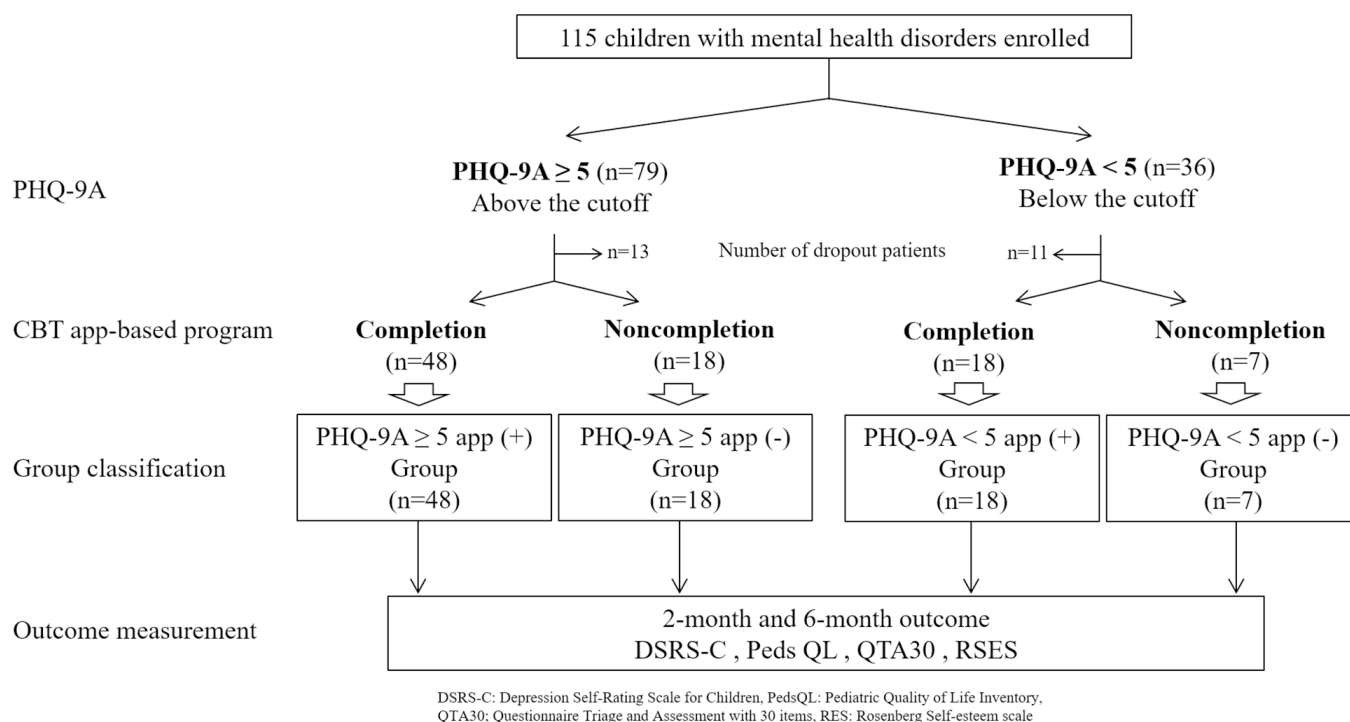 115 children with mental health disorders enrolled
PHQ-9A
PHQ-9A ≥ 5 (n=79)
Above the cutoff
PHQ-9A < 5 (n=36)
Below the cutoff
n=13
Number of dropout patients
n=11
CBT app-based program
Completion
(n=48)
Noncompletion
(n=18)
Completion
(n=18)
Noncompletion
(n=7)
Group classification
PHQ-9A ≥ 5 app (+)
Group
(n=48)
PHQ-9A ≥ 5 app (-)
Group
(n=18)
PHQ-9A < 5 app (+)
Group
(n=18)
PHQ-9A < 5 app (-)
Group
(n=7)
Outcome measurement
2-month and 6-month outcome
DSRS-C , Peds QL , QTA30 , RSES
DSRS-C: Depression Self-Rating Scale for Children, PedsQL: Pediatric Quality of Life Inventory,
QTA30; Questionnaire Triage and Assessment with 30 items, RES: Rosenberg Self-esteem scale